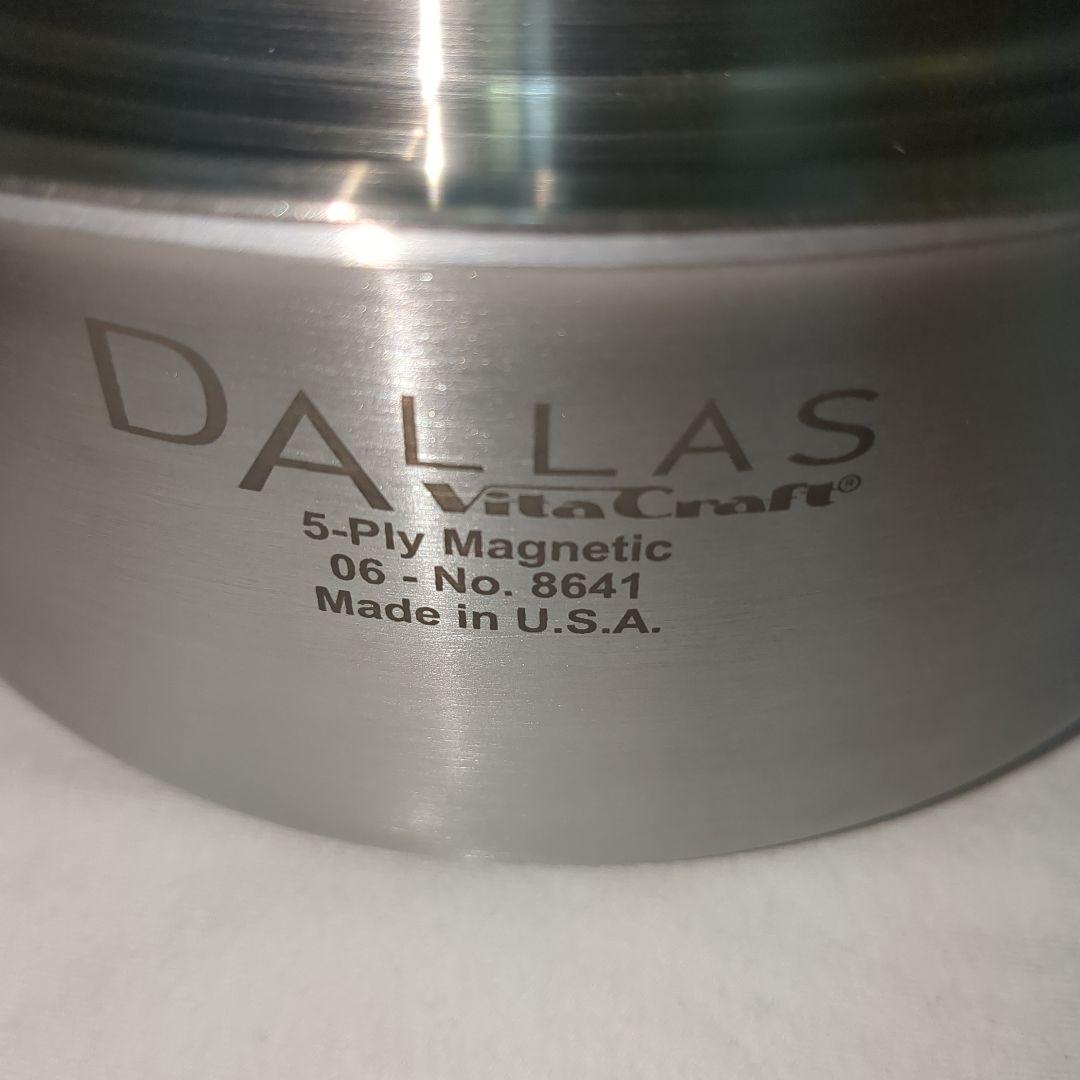 DALLAS
VitaCraft®
5-Ply Magnetic
06 - No. 8641
Made in U.S.A.